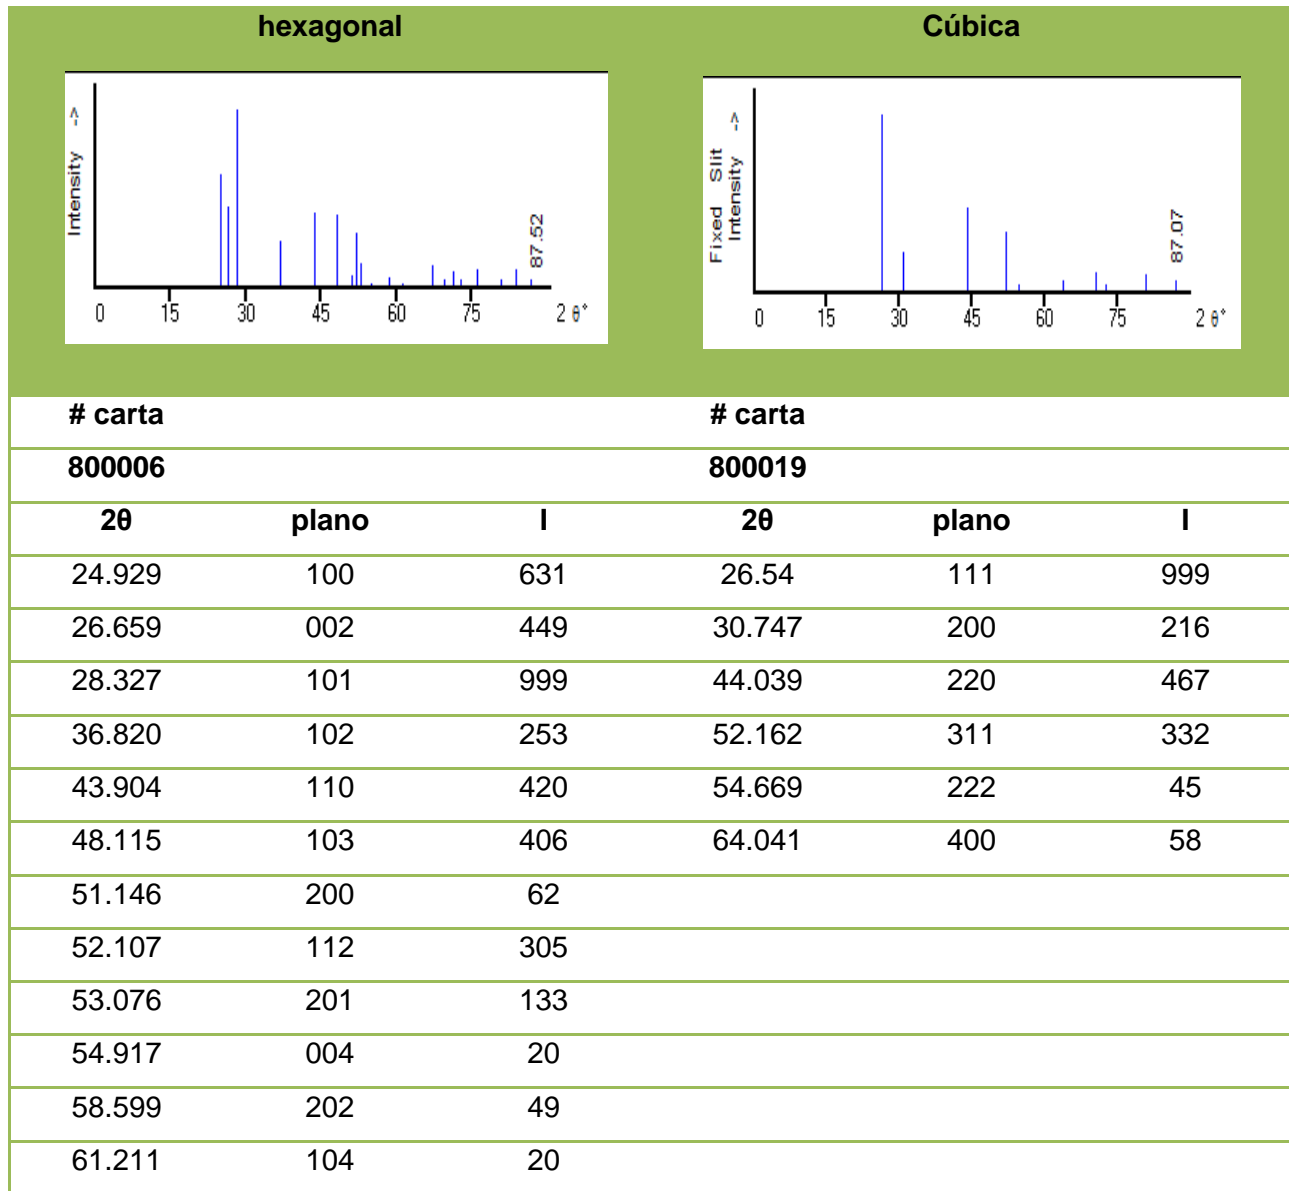 hexagonal Cúbica
Intensity ->
87.52
0 15 30 45 60 75 2 θ°
Fixed Slit
Intensity ->
87.07
0 15 30 45 60 75 2 θ°
# carta # carta
800006 800019
2θ plano I 2θ plano I
24.929 100 631 26.54 111 999
26.659 002 449 30.747 200 216
28.327 101 999 44.039 220 467
36.820 102 253 52.162 311 332
43.904 110 420 54.669 222 45
48.115 103 406 64.041 400 58
51.146 200 62
52.107 112 305
53.076 201 133
54.917 004 20
58.599 202 49
61.211 104 20